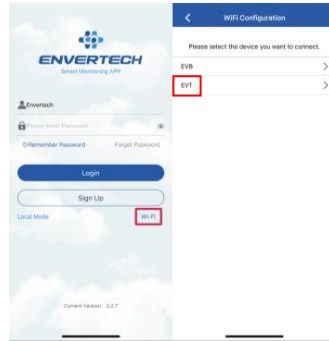 ENVERTECH
Smart Monitoring APP
Envertech
Please Enter Password
Remember Password
Forget Password
Login
Sign Up
Local Mode
Wi-Fi
Current Version: 3.3.7
WiFi Configuration
Please select the device you want to connect.
EVB
EVT